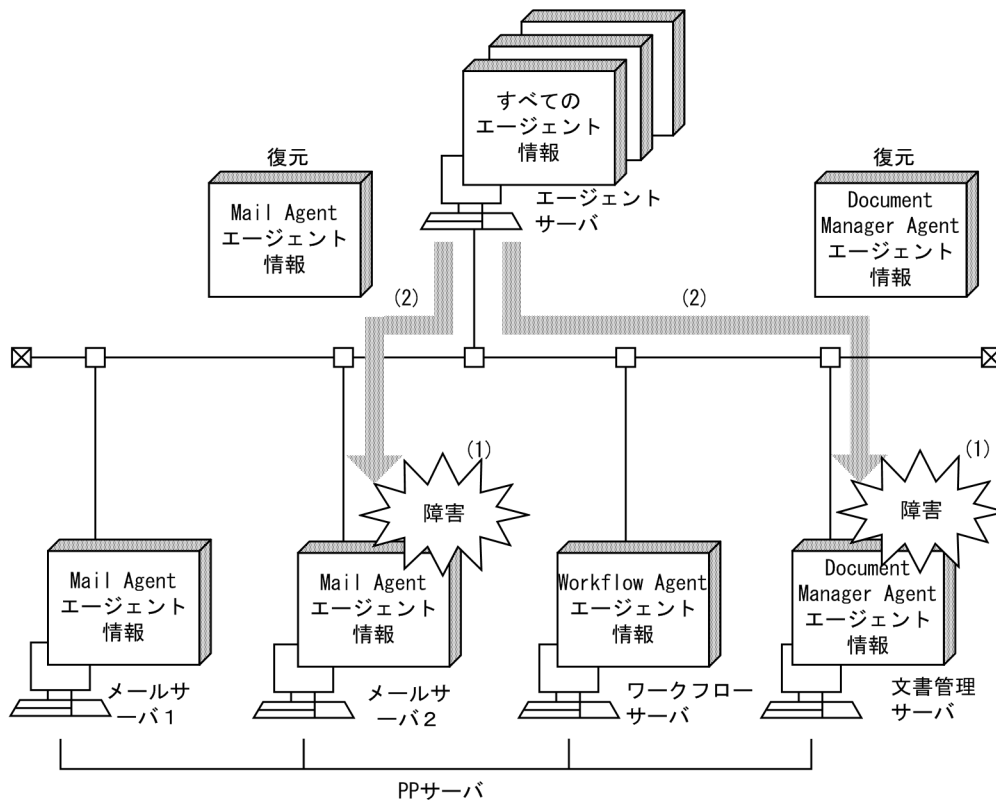 すべての
エージェント
情報
復元
Mail Agent
エージェント
情報
エージェント
サーバ
復元
Document
Manager Agent
エージェント
情報
(2)
(2)
(1)
(1)
障害
障害
Mail Agent
エージェント
情報
Mail Agent
エージェント
情報
Workflow Agent
エージェント
情報
Document
Manager Agent
エージェント
情報
メールサ
ーバ１
メールサ
ーバ２
ワークフロー
サーバ
文書管理
サーバ
PPサーバ